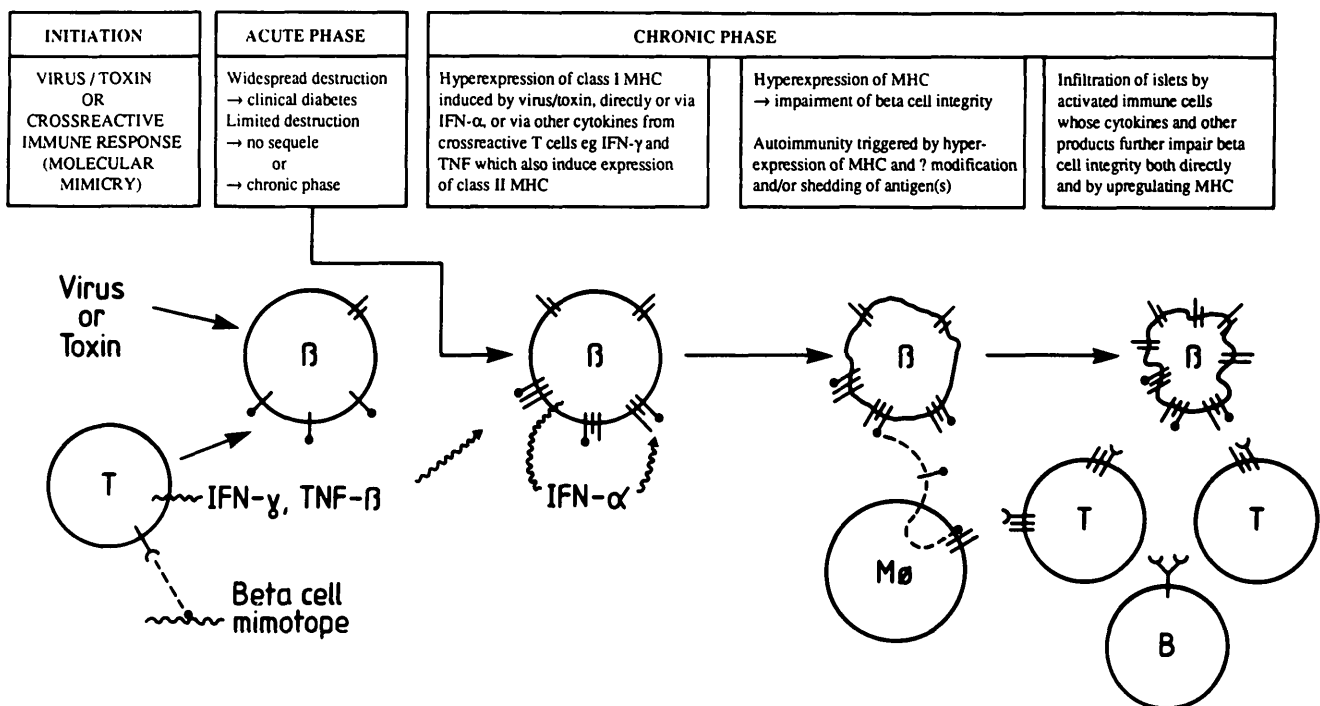 INITIATION
VIRUS / TOXIN
OR
CROSSREACTIVE
IMMUNE RESPONSE
(MOLECULAR
MIMICRY)
ACUTE PHASE
Widespread destruction
→ clinical diabetes
Limited destruction
→ no sequele
or
→ chronic phase
CHRONIC PHASE
Hyperexpression of class I MHC
induced by virus/toxin, directly or via
IFN-α, or via other cytokines from
crossreactive T cells eg IFN-γ and
TNF which also induce expression
of class II MHC
Hyperexpression of MHC
→ impairment of beta cell integrity
Autoimmunity triggered by hyper-
expression of MHC and ? modification
and/or shedding of antigen(s)
Infiltration of islets by
activated immune cells
whose cytokines and other
products further impair beta
cell integrity both directly
and by upregulating MHC
Virus
or
Toxin
β
β
β
β
T
IFN-γ, TNF-β
IFN-α
Beta cell
mimotope
Mø
T
T
B